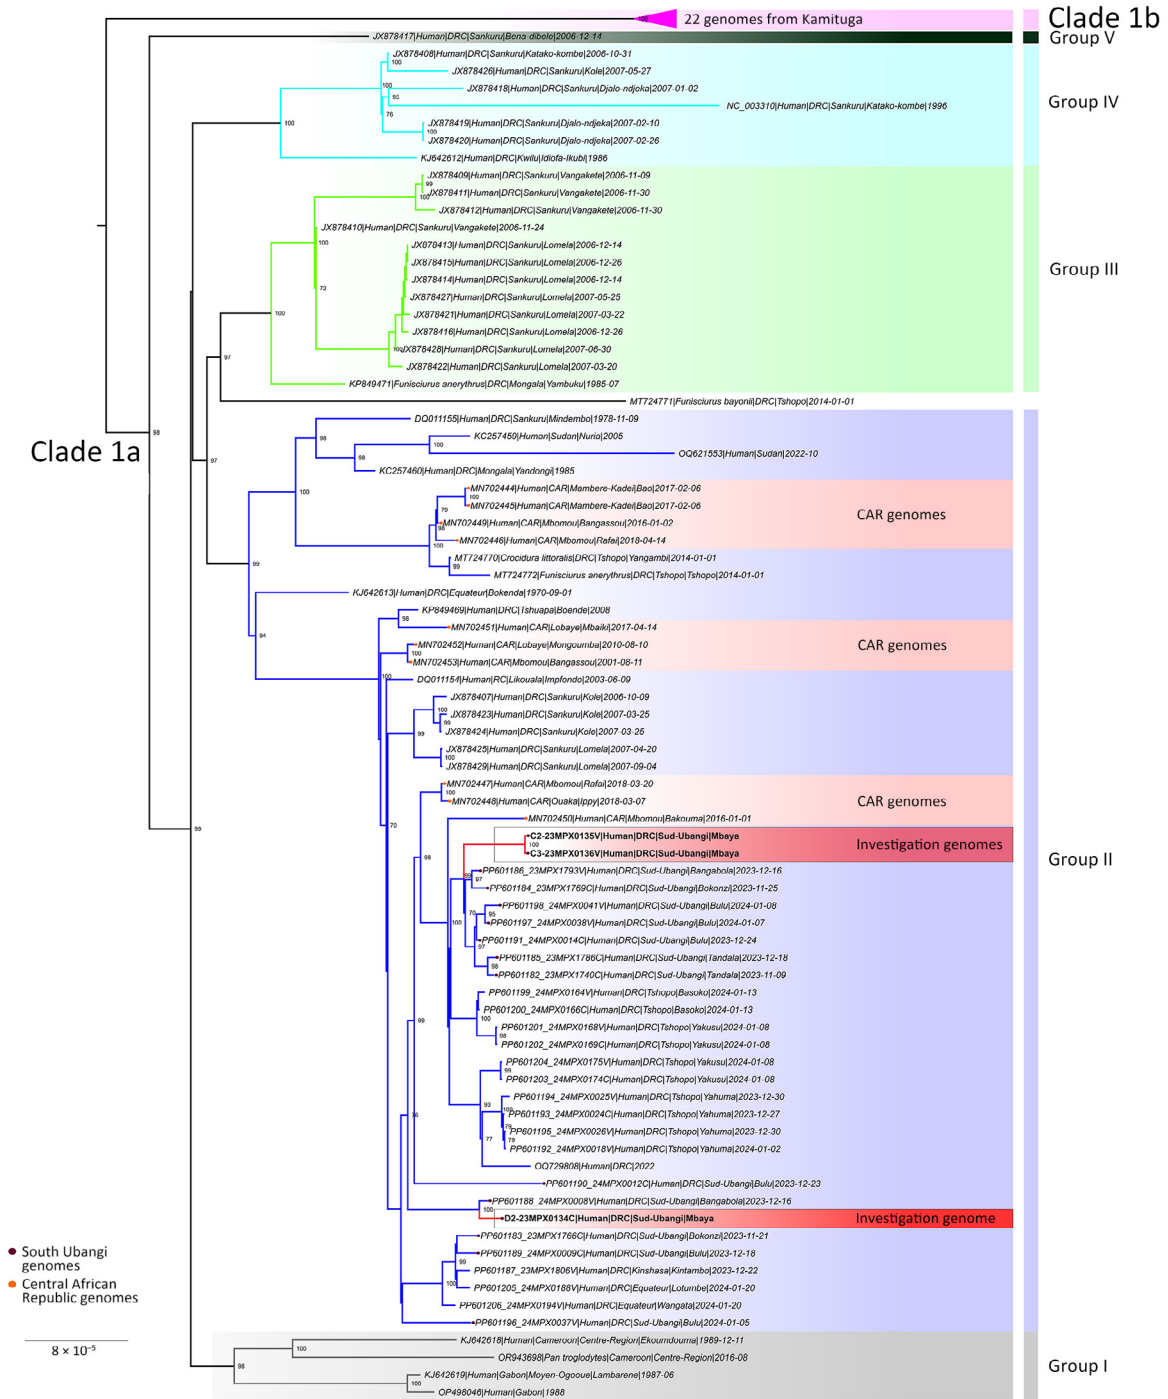 22 genomes from Kamituga
Clade 1b
JX878417|Human|DRC|Sankuru|Bena-dibele|2006-12-14
Group V
JX878408|Human|DRC|Sankuru|Katako-kombe|2006-10-31
JX878426|Human|DRC|Sankuru|Kole|2007-05-27
JX878418|Human|DRC|Sankuru|Djalo-ndjoka|2007-01-02
NC_003310|Human|DRC|Sankuru|Katako-kombe|1996
Group IV
JX878419|Human|DRC|Sankuru|Djalo-ndjeka|2007-02-10
JX878420|Human|DRC|Sankuru|Djalo-ndjeka|2007-02-26
KJ642612|Human|DRC|Kwilu|Idiofa-Ikubi|1986
JX878409|Human|DRC|Sankuru|Vangakete|2006-11-09
JX878411|Human|DRC|Sankuru|Vangakete|2006-11-30
JX878412|Human|DRC|Sankuru|Vangakete|2006-11-30
JX878410|Human|DRC|Sankuru|Vangakete|2006-11-24
JX878413|Human|DRC|Sankuru|Lomela|2006-12-14
JX878415|Human|DRC|Sankuru|Lomela|2006-12-26
Group III
JX878414|Human|DRC|Sankuru|Lomela|2006-12-14
JX878427|Human|DRC|Sankuru|Lomela|2007-05-25
JX878421|Human|DRC|Sankuru|Lomela|2007-03-22
JX878416|Human|DRC|Sankuru|Lomela|2006-12-26
JX878428|Human|DRC|Sankuru|Lomela|2007-06-30
JX878422|Human|DRC|Sankuru|Lomela|2007-03-20
KP849471|Funisciurus anerythrus|DRC|Mongala|Yambuku|1985-07
MT724771|Funisciurus bayonii|DRC|Tshopo|2014-01-01
DQ011155|Human|DRC|Sankuru|Mindembo|1978-11-09
KC257459|Human|Sudan|Nuria|2005
Clade 1a
OQ621553|Human|Sudan|2022-10
KC257460|Human|DRC|Mongala|Yandongi|1985
MN702444|Human|CAR|Mambere-Kadei|Bao|2017-02-06
MN702445|Human|CAR|Mambere-Kadei|Bao|2017-02-06
CAR genomes
MN702449|Human|CAR|Mbomou|Bangassou|2016-01-02
MN702446|Human|CAR|Mbomou|Rafai|2018-04-14
MT724770|Crocidura littoralis|DRC|Tshopo|Yangambi|2014-01-01
MT724772|Funisciurus anerythrus|DRC|Tshopo|Tshopo|2014-01-01
KJ642613|Human|DRC|Equateur|Bokenda|1970-09-01
KP849469|Human|DRC|Tshuapa|Boende|2008
MN702451|Human|CAR|Lobaye|Mbaiki|2017-04-14
MN702452|Human|CAR|Lobaye|Mongoumba|2010-08-10
CAR genomes
MN702453|Human|CAR|Mbomou|Bangassou|2001-08-11
DQ011154|Human|RC|Likouala|Impfondo|2003-06-09
JX878407|Human|DRC|Sankuru|Kole|2006-10-09
JX878423|Human|DRC|Sankuru|Kole|2007-03-25
JX878424|Human|DRC|Sankuru|Kole|2007-03-25
JX878425|Human|DRC|Sankuru|Lomela|2007-04-20
JX878429|Human|DRC|Sankuru|Lomela|2007-09-04
MN702447|Human|CAR|Mbomou|Rafai|2018-03-20
MN702448|Human|CAR|Ouaka|Ippy|2018-03-07
CAR genomes
MN702450|Human|CAR|Mbomou|Bakouma|2016-01-01
C2-23MPX0135V|Human|DRC|Sud-Ubangi|Mbaya
Investigation genomes
C3-23MPX0136V|Human|DRC|Sud-Ubangi|Mbaya
Group II
PP601186_23MPX1793V|Human|DRC|Sud-Ubangi|Bangabola|2023-12-16
PP601184_23MPX1769C|Human|DRC|Sud-Ubangi|Bokonzi|2023-11-25
PP601198_24MPX0041V|Human|DRC|Sud-Ubangi|Bulu|2024-01-08
PP601197_24MPX0038V|Human|DRC|Sud-Ubangi|Bulu|2024-01-07
PP601191_24MPX0014C|Human|DRC|Sud-Ubangi|Bulu|2023-12-24
PP601185_23MPX1786C|Human|DRC|Sud-Ubangi|Tandala|2023-12-18
PP601182_23MPX1740C|Human|DRC|Sud-Ubangi|Tandala|2023-11-09
PP601199_24MPX0164V|Human|DRC|Tshopo|Basoko|2024-01-13
PP601200_24MPX0166C|Human|DRC|Tshopo|Basoko|2024-01-13
PP601201_24MPX0168V|Human|DRC|Tshopo|Yakusu|2024-01-08
PP601202_24MPX0169C|Human|DRC|Tshopo|Yakusu|2024-01-08
PP601204_24MPX0175V|Human|DRC|Tshopo|Yakusu|2024-01-08
PP601203_24MPX0174C|Human|DRC|Tshopo|Yakusu|2024-01-08
PP601194_24MPX0025V|Human|DRC|Tshopo|Yahuma|2023-12-30
PP601193_24MPX0024C|Human|DRC|Tshopo|Yahuma|2023-12-27
PP601195_24MPX0026V|Human|DRC|Tshopo|Yahuma|2023-12-30
PP601192_24MPX0018V|Human|DRC|Tshopo|Yahuma|2024-01-02
OQ729808|Human|DRC|2022
PP601190_24MPX0012C|Human|DRC|Sud-Ubangi|Bulu|2023-12-23
PP601188_24MPX0008V|Human|DRC|Sud-Ubangi|Bangabola|2023-12-16
D2-23MPX0134C|Human|DRC|Sud-Ubangi|Mbaya
Investigation genome
PP601183_23MPX1766C|Human|DRC|Sud-Ubangi|Bokonzi|2023-11-21
PP601189_24MPX0009C|Human|DRC|Sud-Ubangi|Bulu|2023-12-18
PP601187_23MPX1806V|Human|DRC|Kinshasa|Kintambo|2023-12-22
PP601205_24MPX0188V|Human|DRC|Equateur|Lotumbe|2024-01-20
PP601206_24MPX0194V|Human|DRC|Equateur|Wangata|2024-01-20
PP601196_24MPX0037V|Human|DRC|Sud-Ubangi|Bulu|2024-01-05
South Ubangi
genomes
Central African
Republic genomes
8 × 10⁻⁵
KJ642618|Human|Cameroon|Centre-Region|Ekoumdouma|1989-12-11
OR943698|Pan troglodytes|Cameroon|Centre-Region|2016-08
Group I
KJ642619|Human|Gabon|Moyen-Ogooue|Lambarene|1987-06
OP498046|Human|Gabon|1988